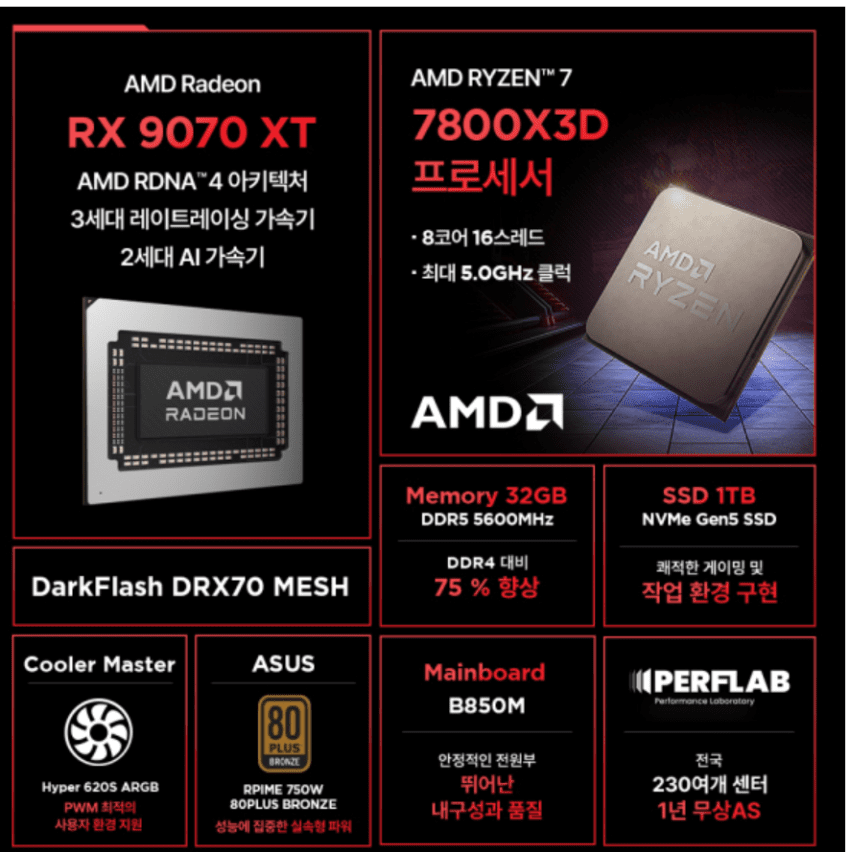 AMD Radeon
RX 9070 XT
AMD RDNA™ 4 아키텍처
3세대 레이트레이싱 가속기
2세대 AI 가속기
AMD
RADEON
AMD RYZEN™ 7
7800X3D
프로세서
· 8코어 16스레드
· 최대 5.0GHz 클럭
AMD
RYZEN
AMD
DarkFlash DRX70 MESH
Memory 32GB
DDR5 5600MHz
DDR4 대비
75 % 향상
SSD 1TB
NVMe Gen5 SSD
쾌적한 게이밍 및
작업 환경 구현
Cooler Master
Hyper 620S ARGB
PWM 최적의
사용자 환경 지원
ASUS
80
PLUS
BRONZE
RPIME 750W
80PLUS BRONZE
성능에 집중한 실속형 파워
Mainboard
B850M
안정적인 전원부
뛰어난
내구성과 품질
PERFLAB
Performance Laboratory
전국
230여개 센터
1년 무상AS